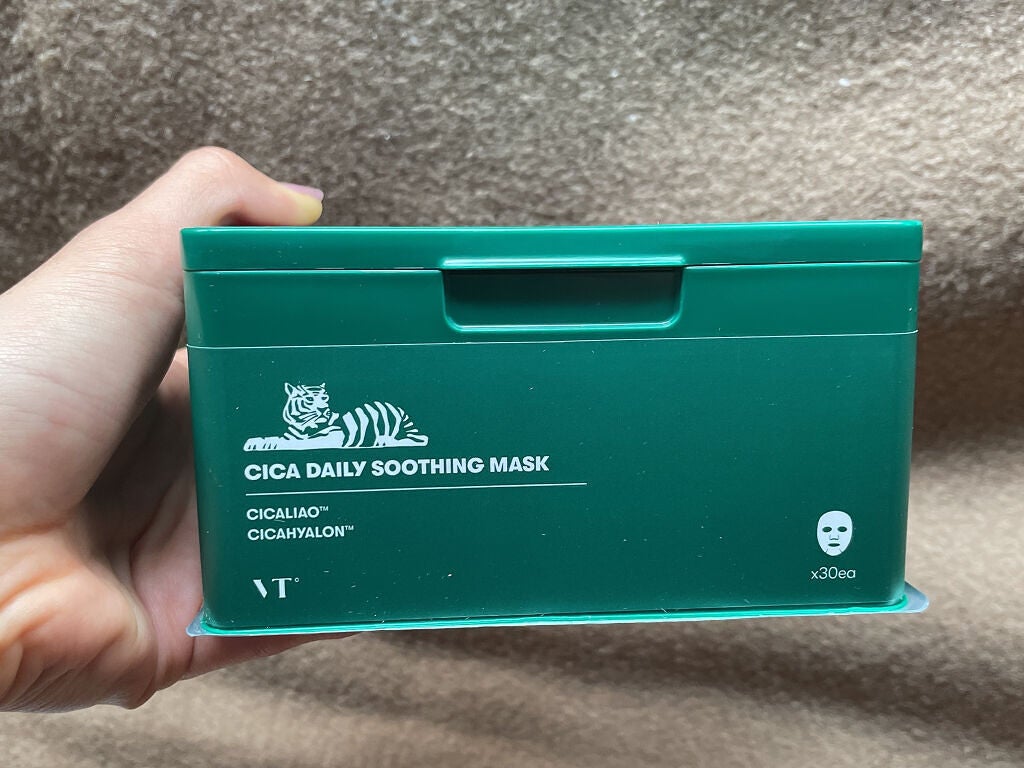 CICA DAILY SOOTHING MASK
CICALIAO™
CICAHYALON™
VT°
x30ea